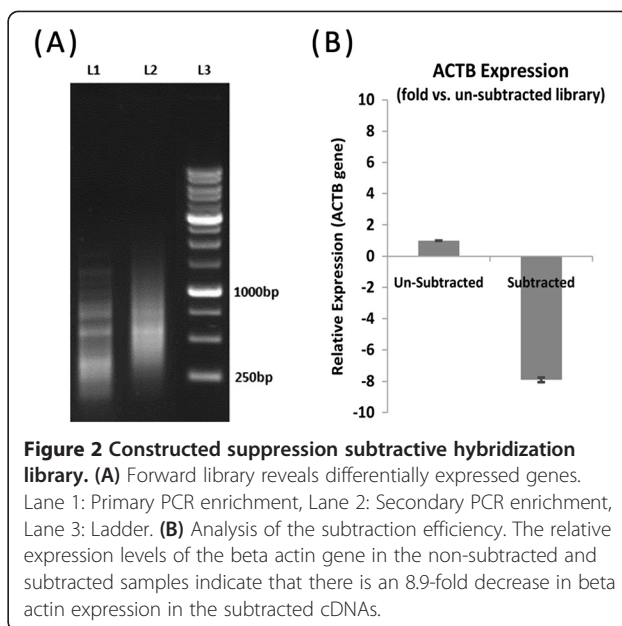 (A)
L1 L2 L3
1000bp
250bp
(B)
ACTB Expression
(fold vs. un-subtracted library)
Relative Expression (ACTB gene)
10
8
6
4
2
0
-2
-4
-6
-8
-10
Un-Subtracted Subtracted
Figure 2 Constructed suppression subtractive hybridization
library. (A) Forward library reveals differentially expressed genes.
Lane 1: Primary PCR enrichment, Lane 2: Secondary PCR enrichment,
Lane 3: Ladder. (B) Analysis of the subtraction efficiency. The relative
expression levels of the beta actin gene in the non-subtracted and
subtracted samples indicate that there is an 8.9-fold decrease in beta
actin expression in the subtracted cDNAs.